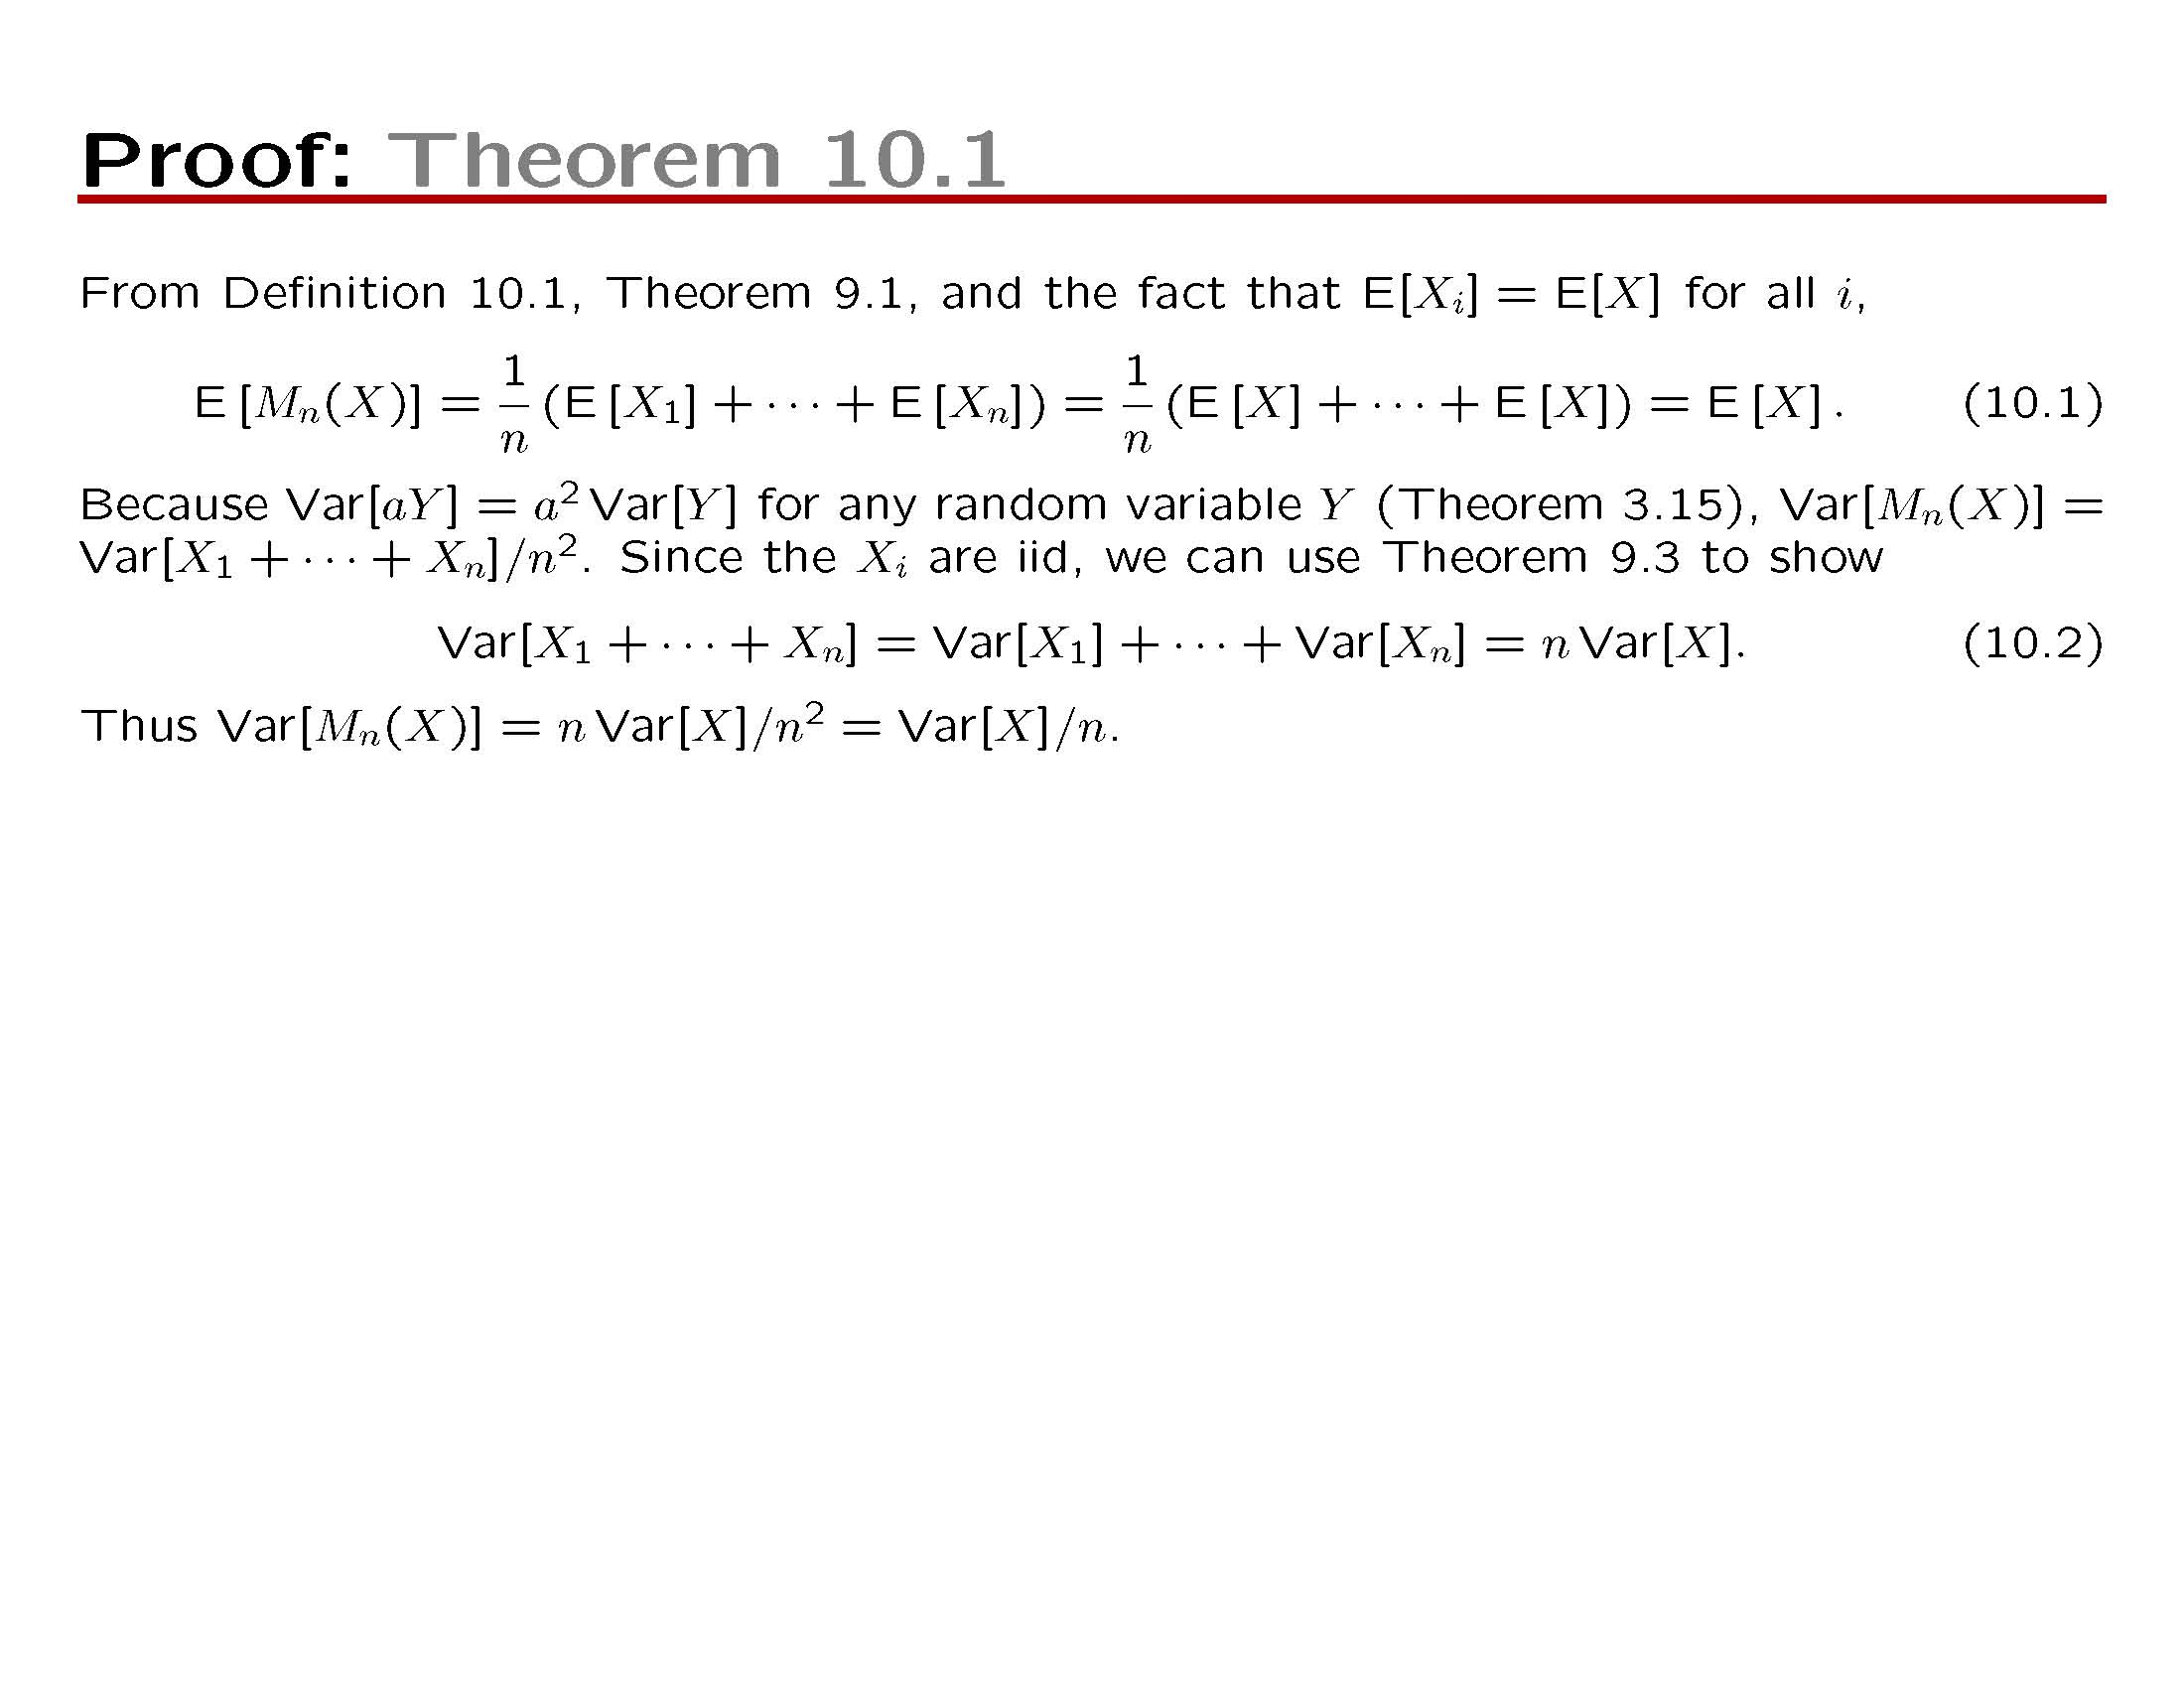 Proof: Theorem 10.1
From Definition 10.1, Theorem 9.1, and the fact that E[X_i] = E[X] for all i,
E [M_n(X)] = \frac{1}{n} (E [X_1] + · · · + E [X_n]) = \frac{1}{n} (E [X] + · · · + E [X]) = E [X] . (10.1)
Because Var[aY] = a^2 Var[Y] for any random variable Y (Theorem 3.15), Var[M_n(X)] =
Var[X_1 + · · · + X_n]/n^2. Since the X_i are iid, we can use Theorem 9.3 to show
Var[X_1 + · · · + X_n] = Var[X_1] + · · · + Var[X_n] = n Var[X]. (10.2)
Thus Var[M_n(X)] = n Var[X]/n^2 = Var[X]/n.